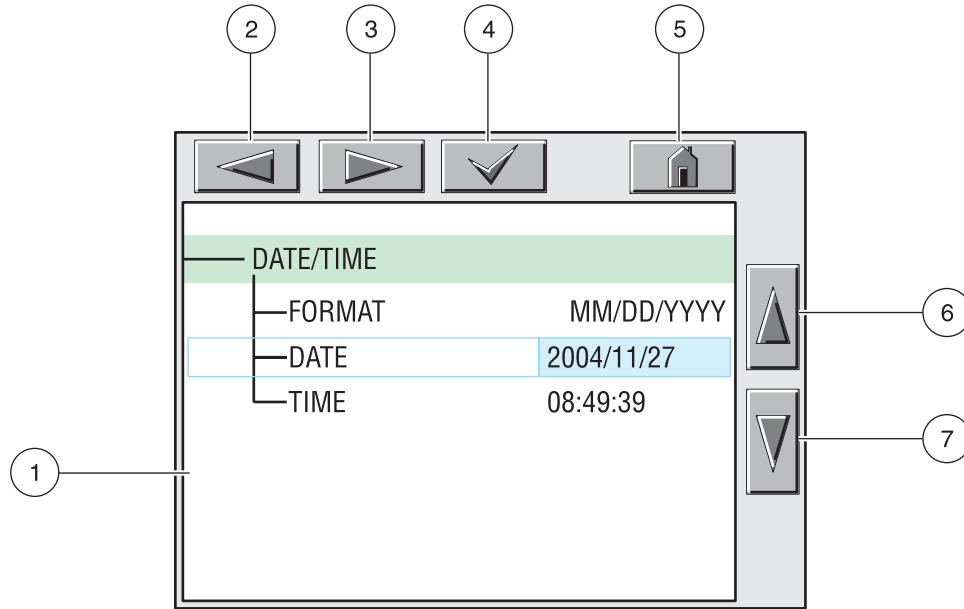 2 3 4 5
DATE/TIME
FORMAT MM/DD/YYYY
6
DATE 2004/11/27
TIME 08:49:39
7
1